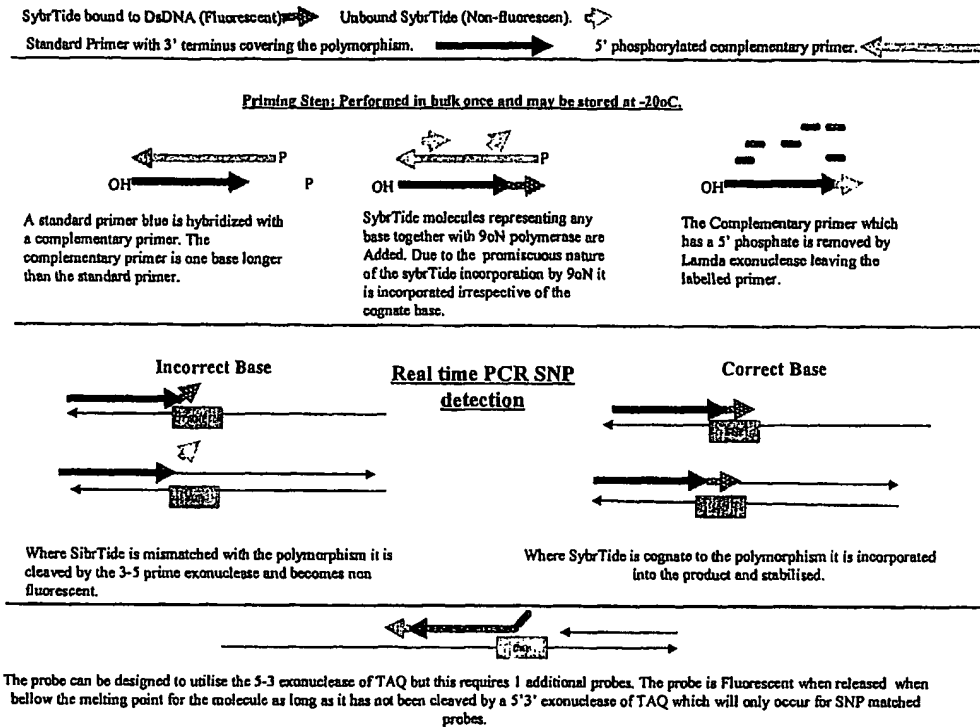 SybrTide bound to DsDNA (Fluorescent) Unbound SybrTide (Non-fluorescen).
Standard Primer with 3' terminus covering the polymorphism. 5' phosphorylated complementary primer.
Priming Step; Performed in bulk once and may be stored at -20oC.
P P
OH P OH OH
A standard primer blue is hybridized with
a complementary primer. The
complementary primer is one base longer
than the standard primer.
SybrTide molecules representing any
base together with 9oN polymerase are
Added. Due to the promiscuous nature
of the sybrTide incorporation by 9oN it
is incorporated irrespective of the
cognate base.
The Complementary primer which
has a 5' phosphate is removed by
Lamda exonuclease leaving the
labelled primer.
Incorrect Base
Real time PCR SNP
detection
Correct Base
Where SibrTide is mismatched with the polymorphism it is
cleaved by the 3-5 prime exonuclease and becomes non
fluorescent.
Where SybrTide is cognate to the polymorphism it is incorporated
into the product and stabilised.
The probe can be designed to utilise the 5-3 exonuclease of TAQ but this requires 1 additional probes. The probe is Fluorescent when released when
bellow the melting point for the molecule as long as it has not been cleaved by a 5'3' exonuclease of TAQ which will only occur for SNP matched
probes.